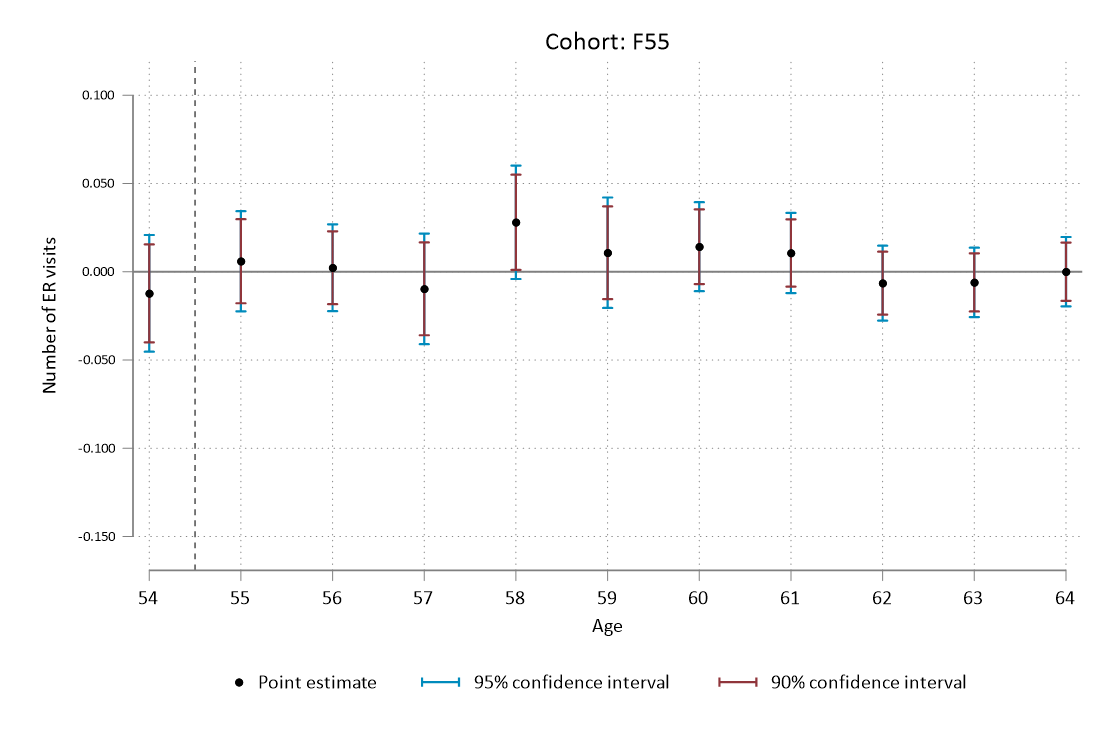 Cohort: F55
0.100
0.050
0.000
-0.050
-0.100
-0.150
Number of ER visits
54 55 56 57 58 59 60 61 62 63 64
Age
Point estimate 95% confidence interval 90% confidence interval